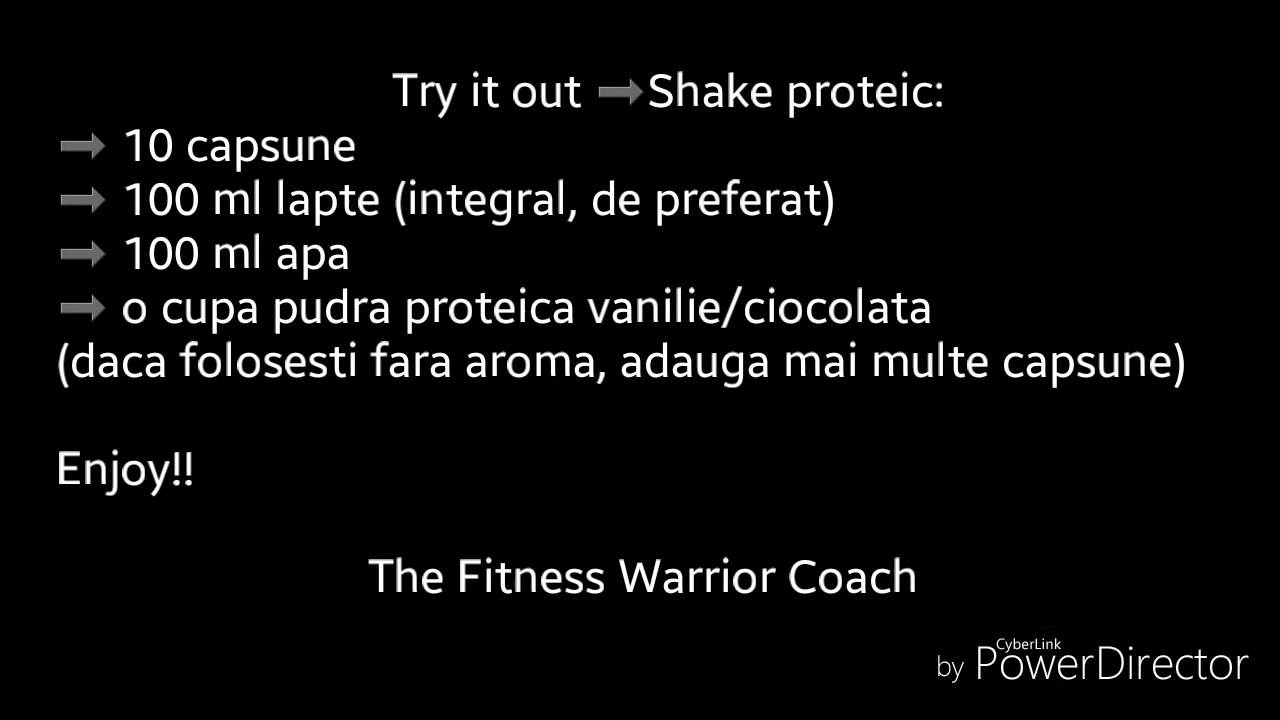 Try it out ➡Shake proteic:
➡ 10 capsune
➡ 100 ml lapte (integral, de preferat)
➡ 100 ml apa
➡ o cupa pudra proteica vanilie/ciocolata
(daca folosesti fara aroma, adauga mai multe capsune)
Enjoy!!
The Fitness Warrior Coach
CyberLink
by PowerDirector